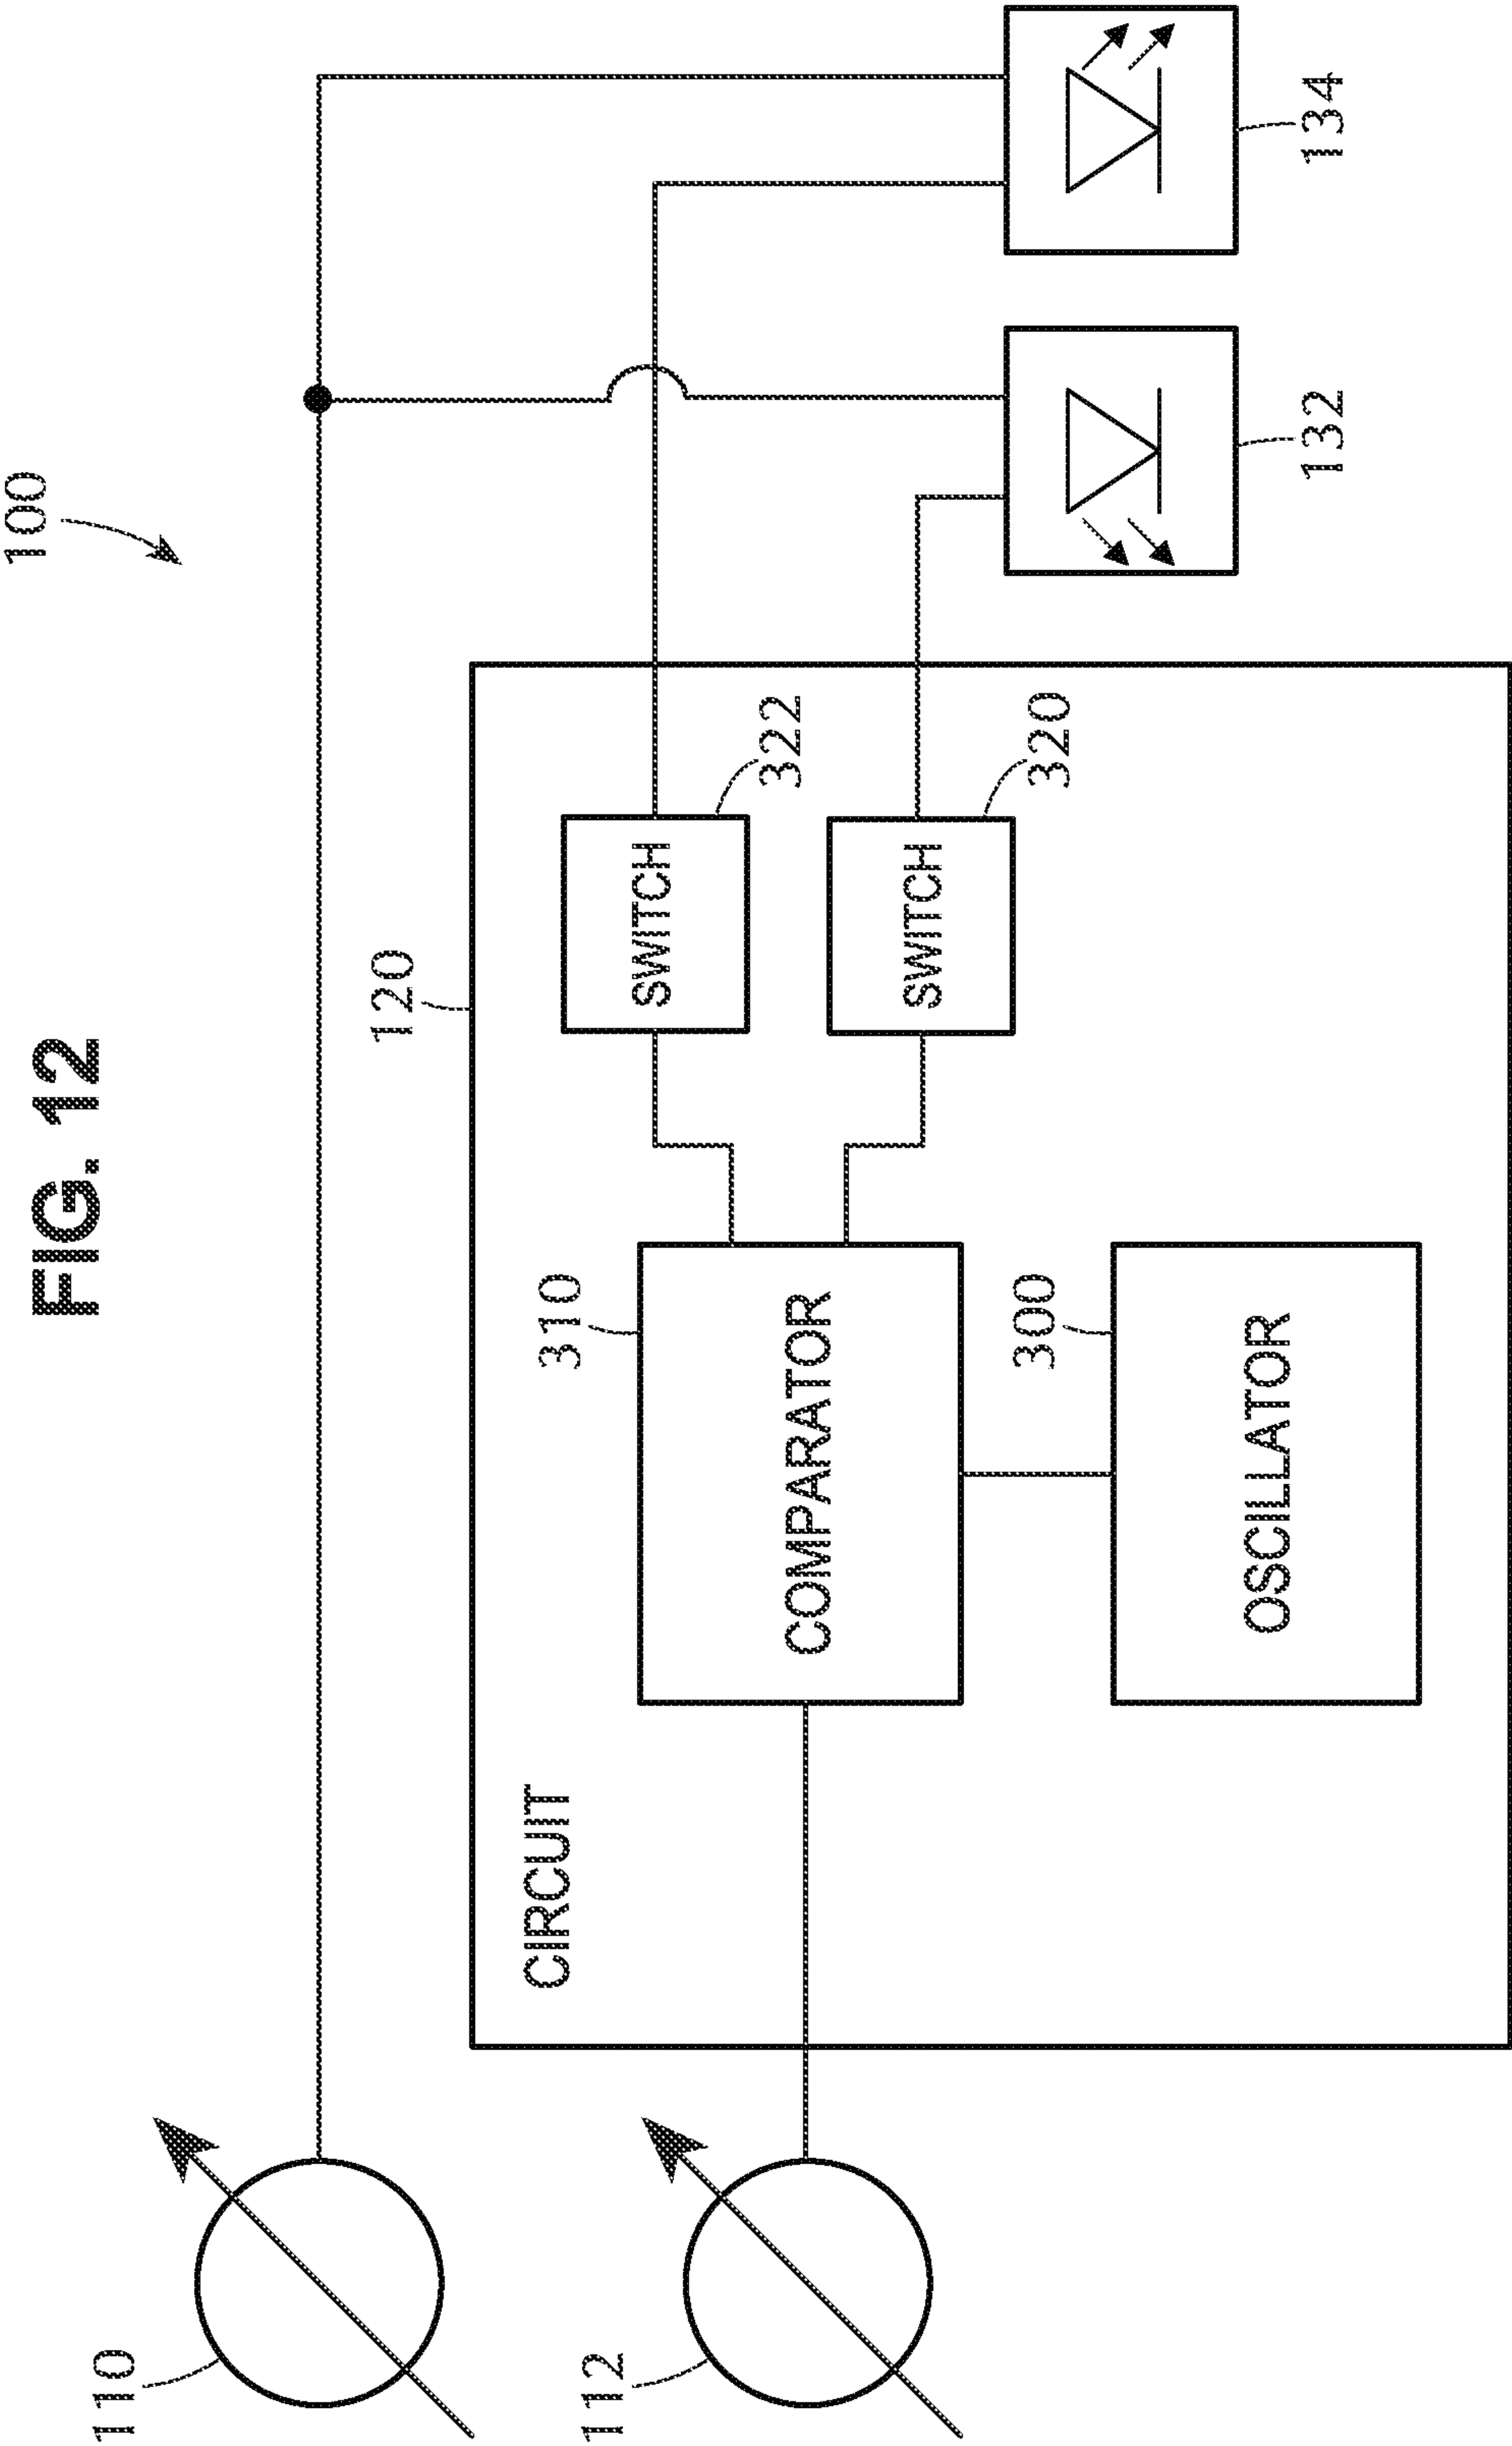 FIG. 12
100
110
120
322
SWITCH
134
310
COMPARATOR
CIRCUIT
112
SWITCH
320
132
300
OSCILLATOR